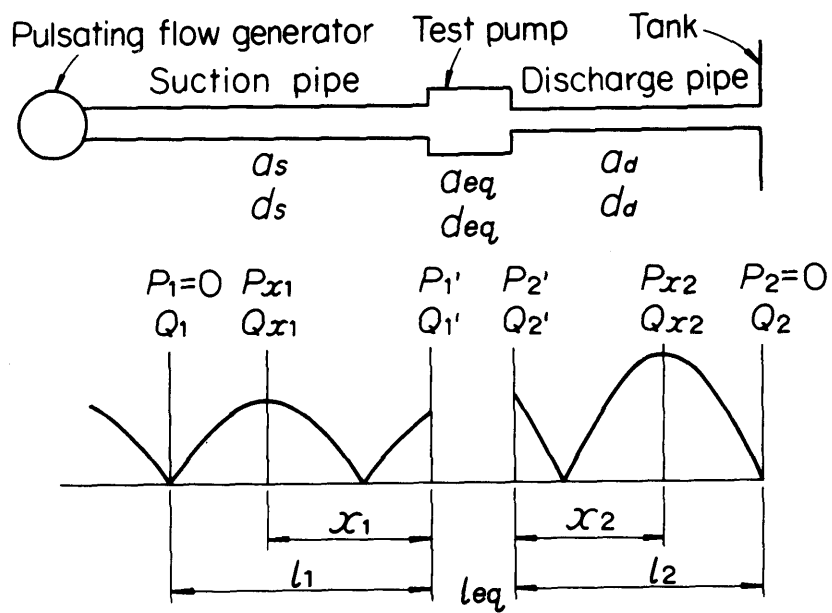 Pulsating flow generator
Test pump
Tank
Suction pipe
Discharge pipe
as
ds
aeq
deq
ad
dd
P1=0 Px1 P1' P2' Px2 P2=0
Q1 Qx1 Q1' Q2' Qx2 Q2
x1 x2
l1 leq l2